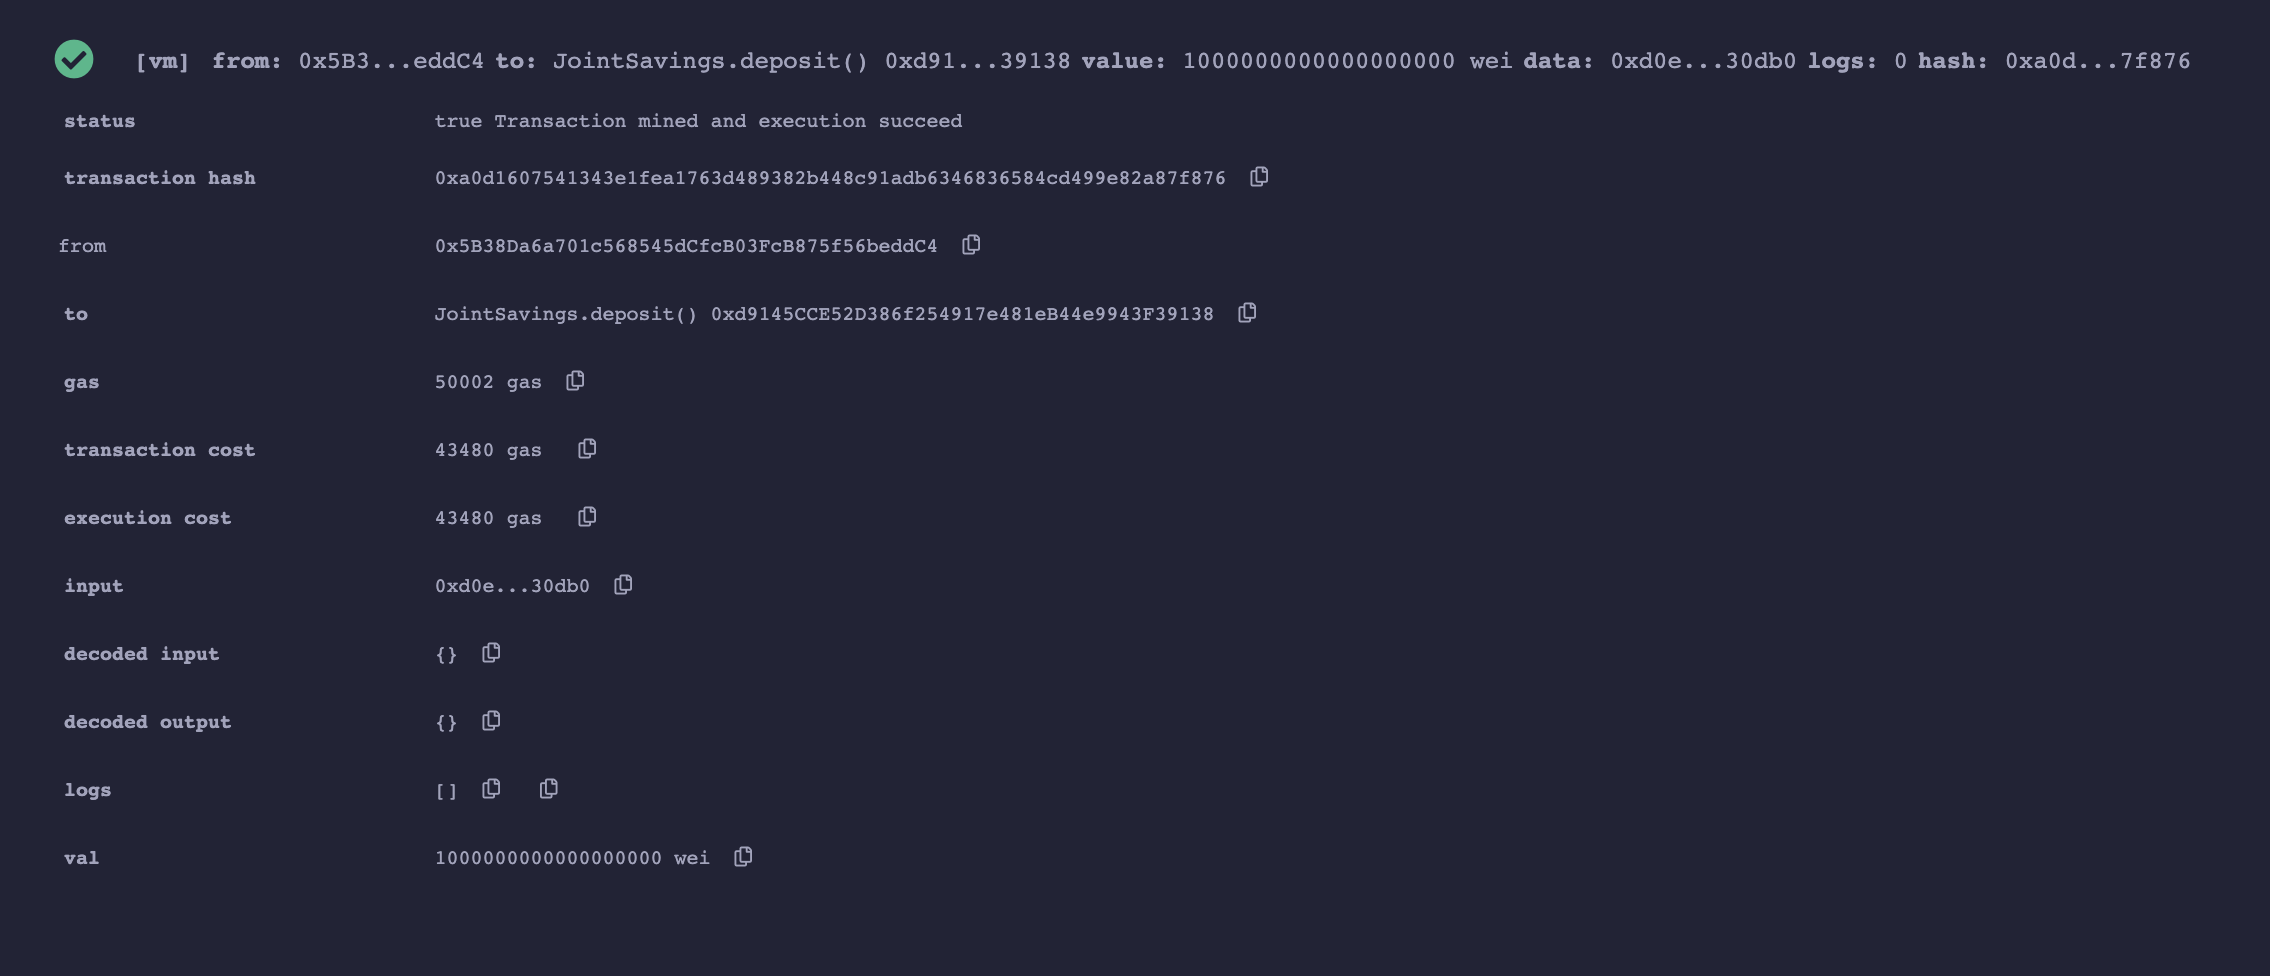 [vm] from: 0x5B3...eddC4 to: JointSavings.deposit() 0xd91...39138 value: 1000000000000000000 wei data: 0xd0e...30db0 logs: 0 hash: 0xa0d...7f876
status true Transaction mined and execution succeed
transaction hash 0xa0d1607541343e1fea1763d489382b448c91adb6346836584cd499e82a87f876
from 0x5B38Da6a701c568545dCfcB03FcB875f56beddC4
to JointSavings.deposit() 0xd9145CCE52D386f254917e481eB44e9943F39138
gas 50002 gas
transaction cost 43480 gas
execution cost 43480 gas
input 0xd0e...30db0
decoded input {}
decoded output {}
logs []
val 1000000000000000000 wei